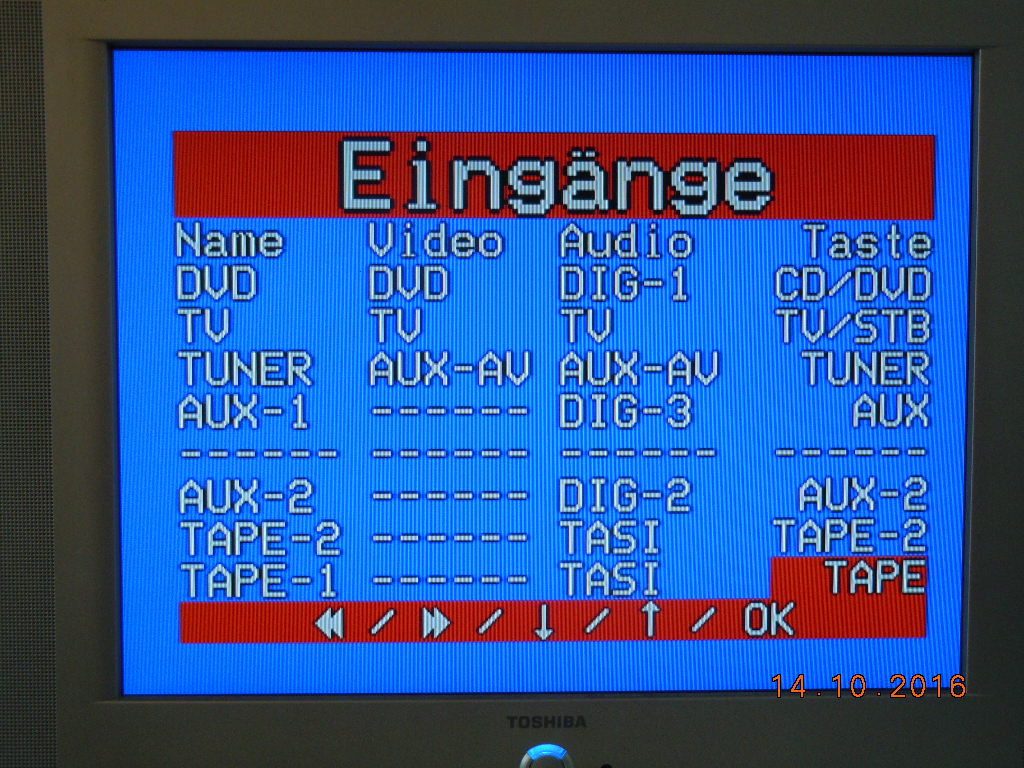 Eingänge
Name Video Audio Taste
DVD DVD DIG-1 CD/DVD
TV TV TV TV/STB
TUNER AUX-AV AUX-AV TUNER
AUX-1 ------ DIG-3 AUX
------ ------ ------ ------
AUX-2 ------ DIG-2 AUX-2
TAPE-2 ------ TASI TAPE-2
TAPE-1 ------ TASI TAPE
⏪ / ⏩ / ↓ / ↑ / OK
14.10.2016
TOSHIBA